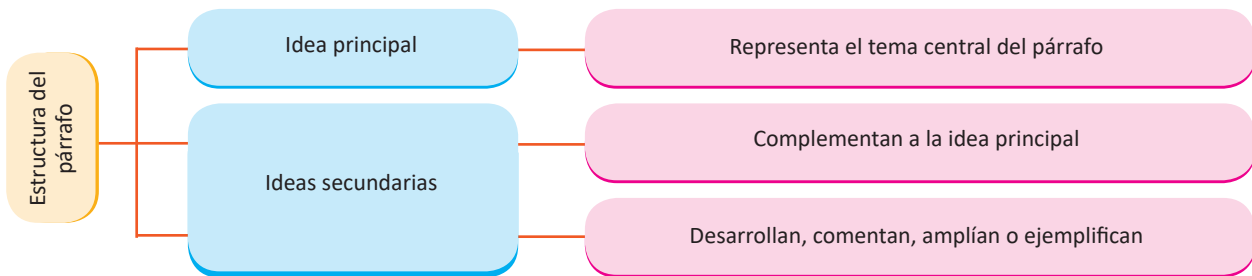 Estructura del
párrafo
Idea principal
Representa el tema central del párrafo
Ideas secundarias
Complementan a la idea principal
Desarrollan, comentan, amplían o ejemplifican